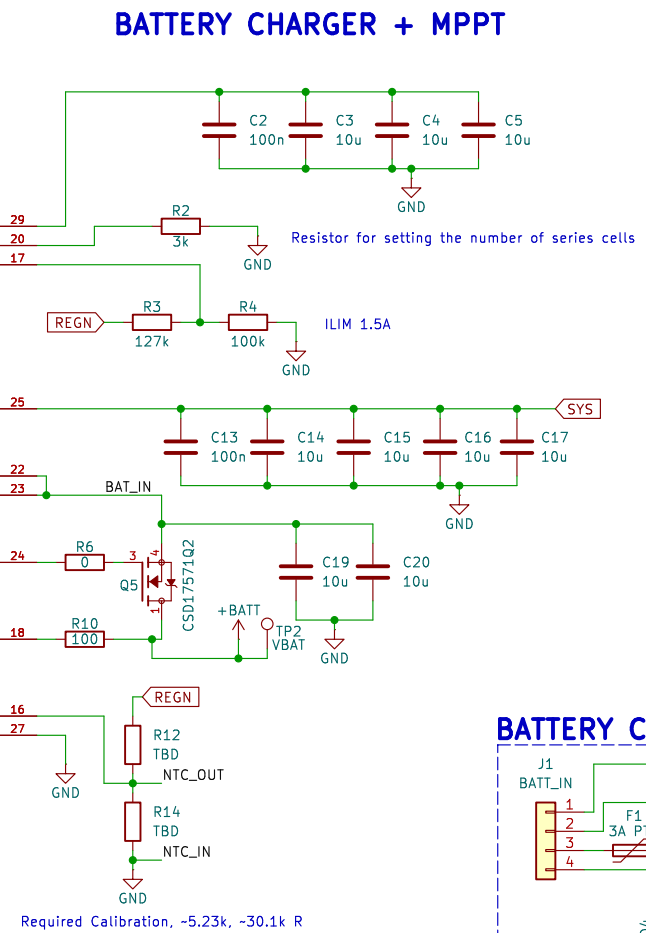 BATTERY CHARGER + MPPT
C2
100n
C3
10u
C4
10u
C5
10u
GND
29
20
17
R2
3k
GND
Resistor for setting the number of series cells
REGN
R3
127k
R4
100k
GND
ILIM 1.5A
25
SYS
C13
100n
C14
10u
C15
10u
C16
10u
C17
10u
GND
22
23
BAT_IN
24
R6
0
3
4
1
Q5
CSD17571Q2
C19
10u
C20
10u
GND
18
R10
100
+BATT
TP2
VBAT
REGN
16
27
GND
R12
TBD
NTC_OUT
R14
TBD
NTC_IN
GND
Required Calibration, ~5.23k, ~30.1k R
BATTERY C
J1
BATT_IN
1
2
3
4
F1
3A PT